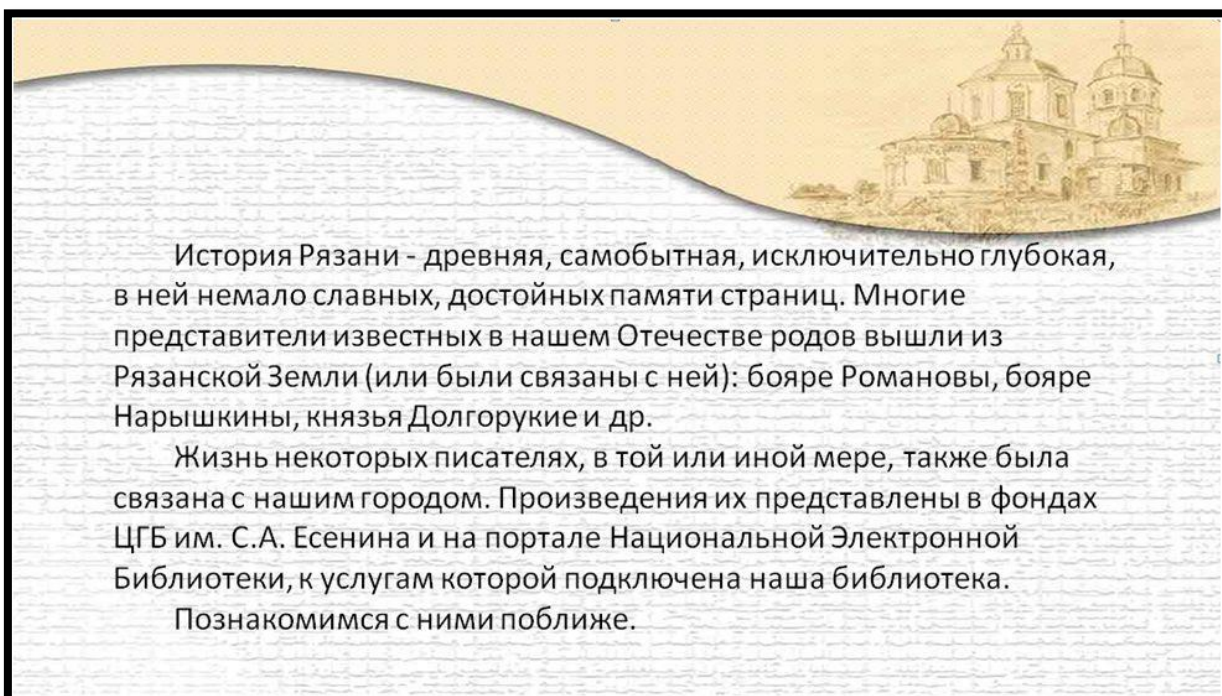 История Рязани - древняя, самобытная, исключительно глубокая,
в ней немало славных, достойных памяти страниц. Многие
представители известных в нашем Отечестве родов вышли из
Рязанской Земли (или были связаны с ней): бояре Романовы, бояре
Нарышкины, князья Долгорукие и др.
Жизнь некоторых писателях, в той или иной мере, также была
связана с нашим городом. Произведения их представлены в фондах
ЦГБ им. С.А. Есенина и на портале Национальной Электронной
Библиотеки, к услугам которой подключена наша библиотека.
Познакомимся с ними поближе.